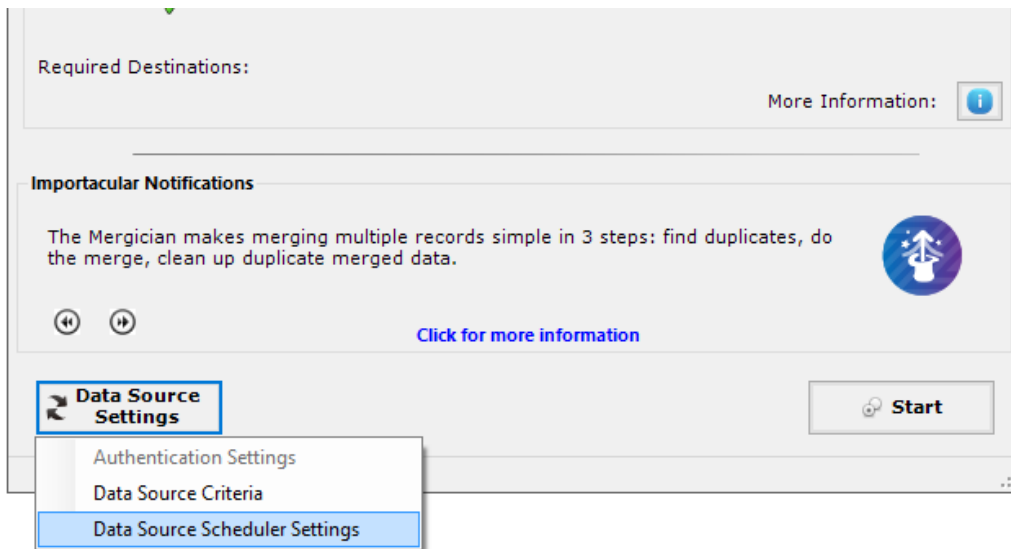 Required Destinations:
More Information:
Importacular Notifications
The Mergician makes merging multiple records simple in 3 steps: find duplicates, do
the merge, clean up duplicate merged data.
Click for more information
Data Source
Settings
Start
Authentication Settings
Data Source Criteria
Data Source Scheduler Settings